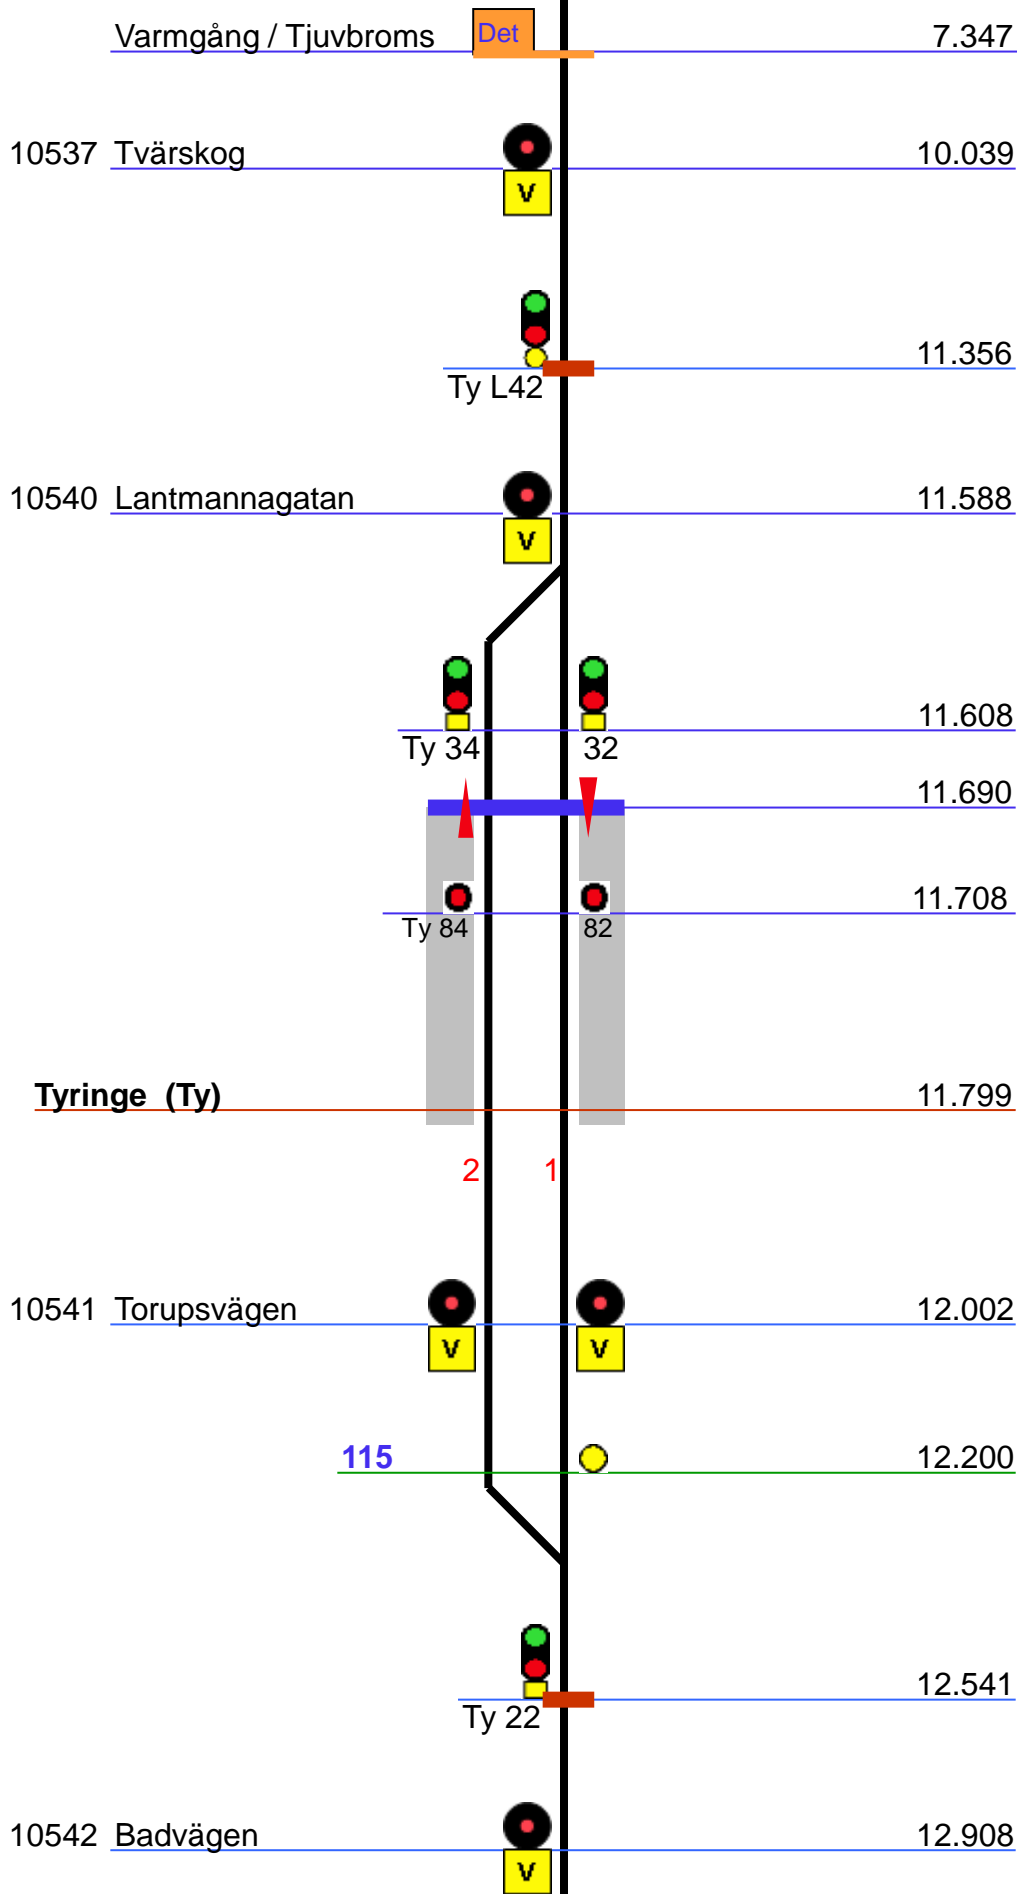 Varmgång / Tjuvbroms Det 7.347
10537 Tvärskog 10.039
V
11.356
Ty L42
10540 Lantmannagatan 11.588
V
11.608
Ty 34 32
11.690
11.708
Ty 84 82
Tyringe (Ty) 11.799
2 1
10541 Torupsvägen 12.002
V V
115 12.200
12.541
Ty 22
10542 Badvägen 12.908
V